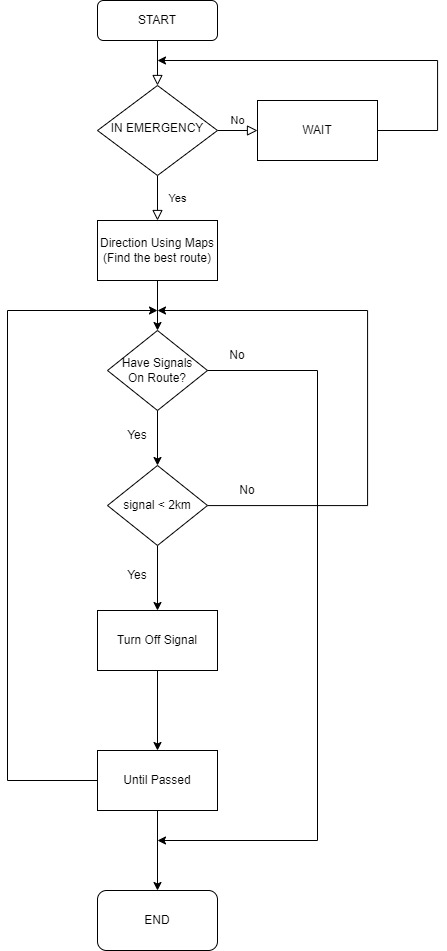 START
IN EMERGENCY
No
WAIT
Yes
Direction Using Maps
(Find the best route)
Have Signals
On Route?
No
Yes
signal < 2km
No
Yes
Turn Off Signal
Until Passed
END